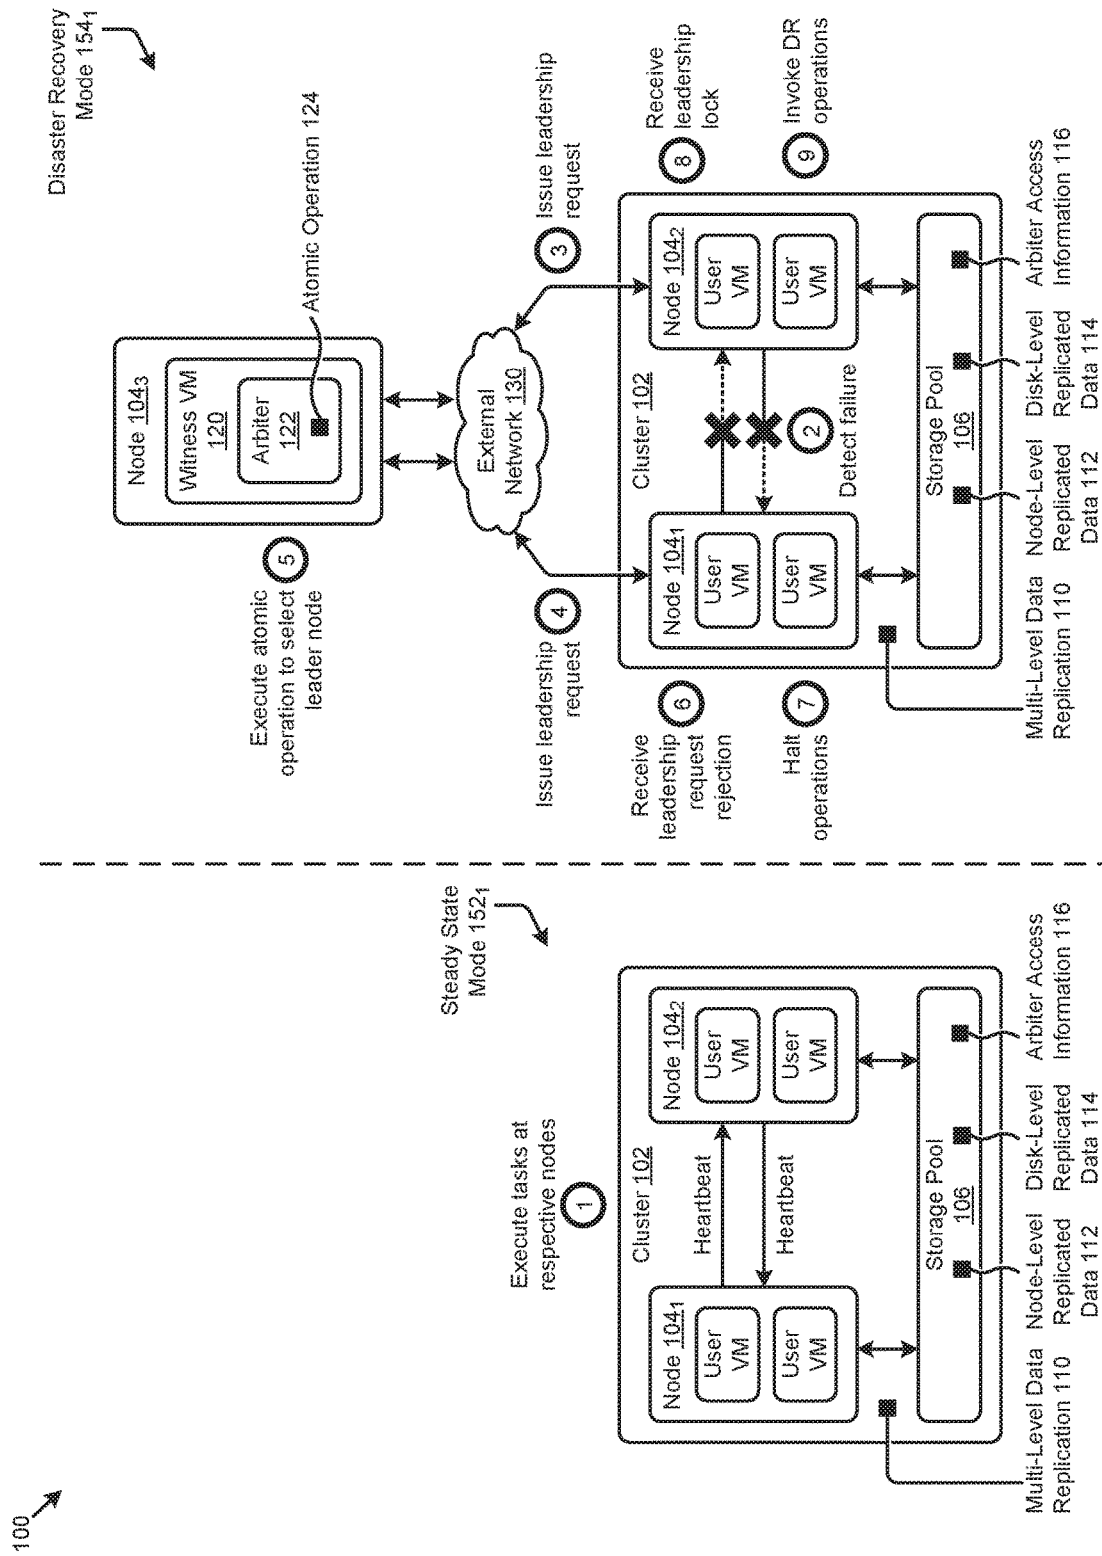 100
Steady State
Mode 152₁
Execute tasks at
respective nodes
1
Cluster 102
Node 104₁
User
VM
User
VM
Heartbeat
Heartbeat
Node 104₂
User
VM
User
VM
Storage Pool
106
Multi-Level Data
Replication 110
Node-Level
Replicated
Data 112
Disk-Level
Replicated
Data 114
Arbiter Access
Information 116
Disaster Recovery
Mode 154₁
Node 104₃
Witness VM
120
Arbiter
122
Atomic Operation 124
Execute atomic
operation to select
leader node
5
External
Network 130
Issue leadership
request
4
3
Issue leadership
request
Receive
leadership
request
rejection
6
Halt
operations
7
Cluster 102
Node 104₁
User
VM
User
VM
2
Detect failure
Node 104₂
User
VM
User
VM
8
Receive
leadership
lock
9
Invoke DR
operations
Storage Pool
106
Multi-Level Data
Replication 110
Node-Level
Replicated
Data 112
Disk-Level
Replicated
Data 114
Arbiter Access
Information 116